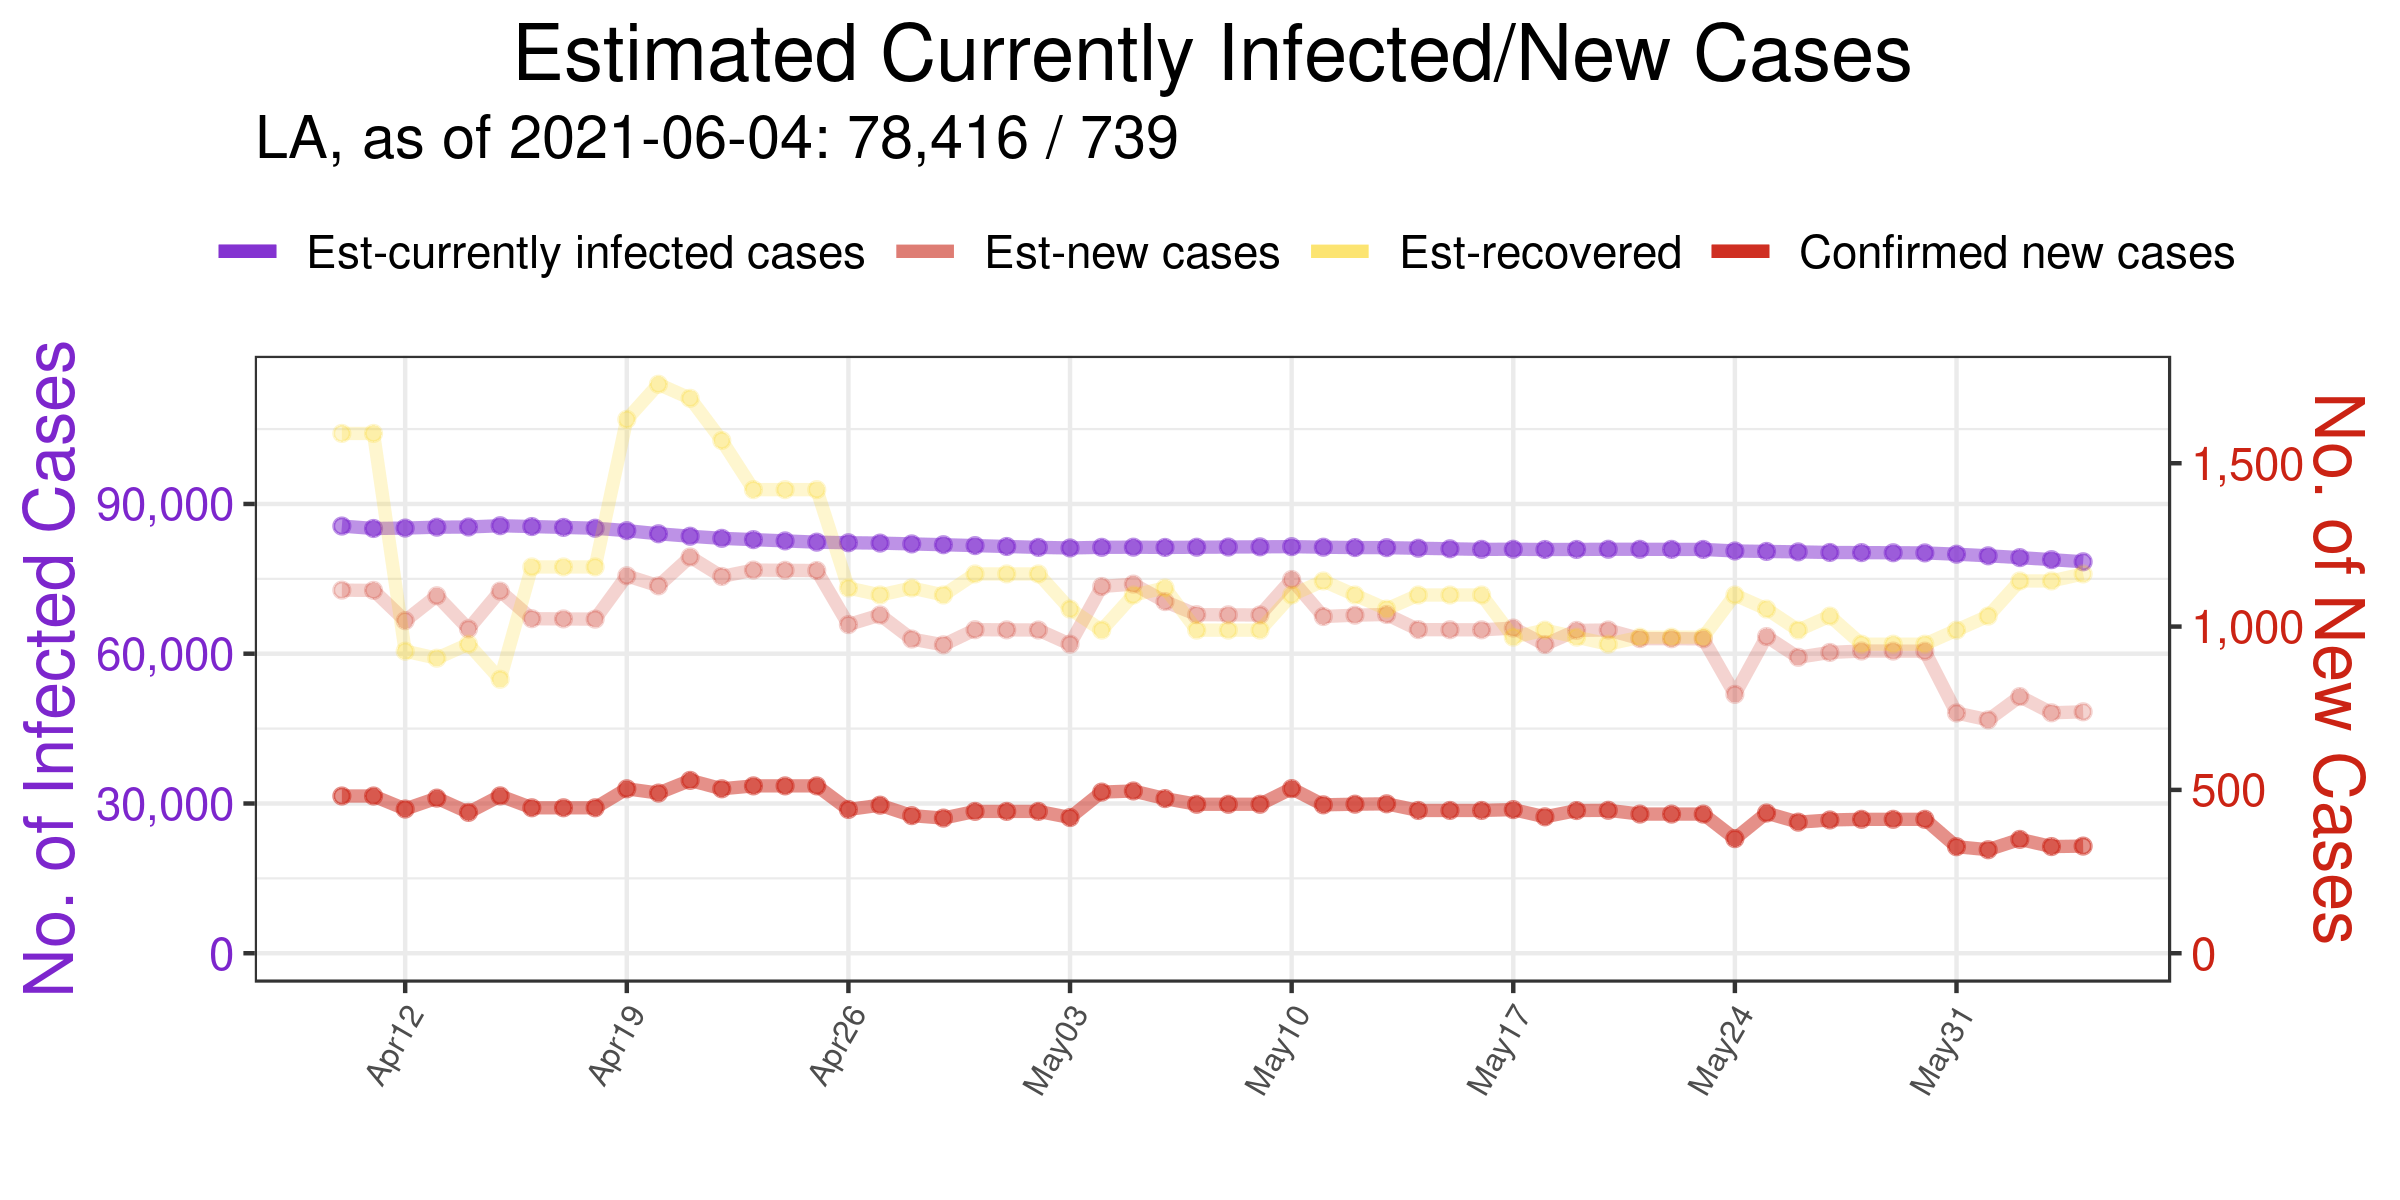 Estimated Currently Infected/New Cases
LA, as of 2021-06-04: 78,416 / 739
Est-currently infected cases Est-new cases Est-recovered Confirmed new cases
No. of Infected Cases
90,000
60,000
30,000
0
1,500
1,000
500
0
No. of New Cases
Apr12 Apr19 Apr26 May03 May10 May17 May24 May31